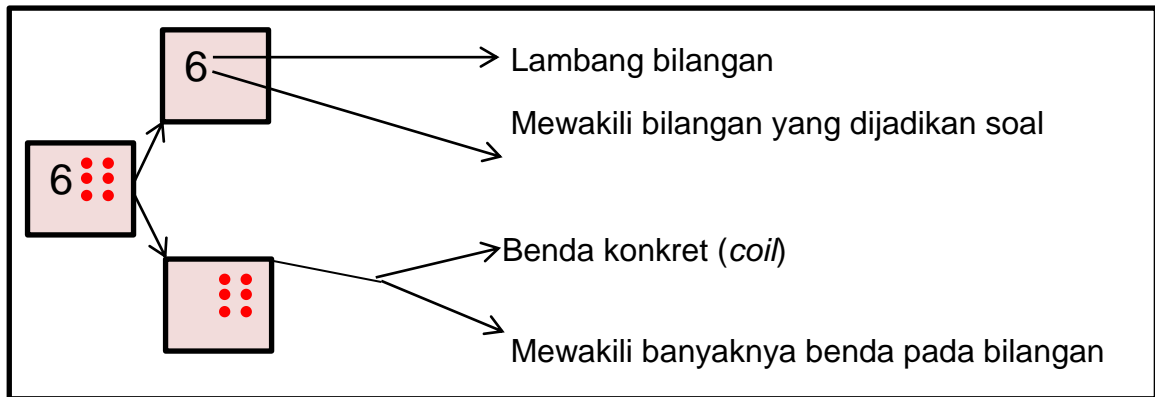 6
Lambang bilangan
Mewakili bilangan yang dijadikan soal
6
Benda konkret (coil)
Mewakili banyaknya benda pada bilangan